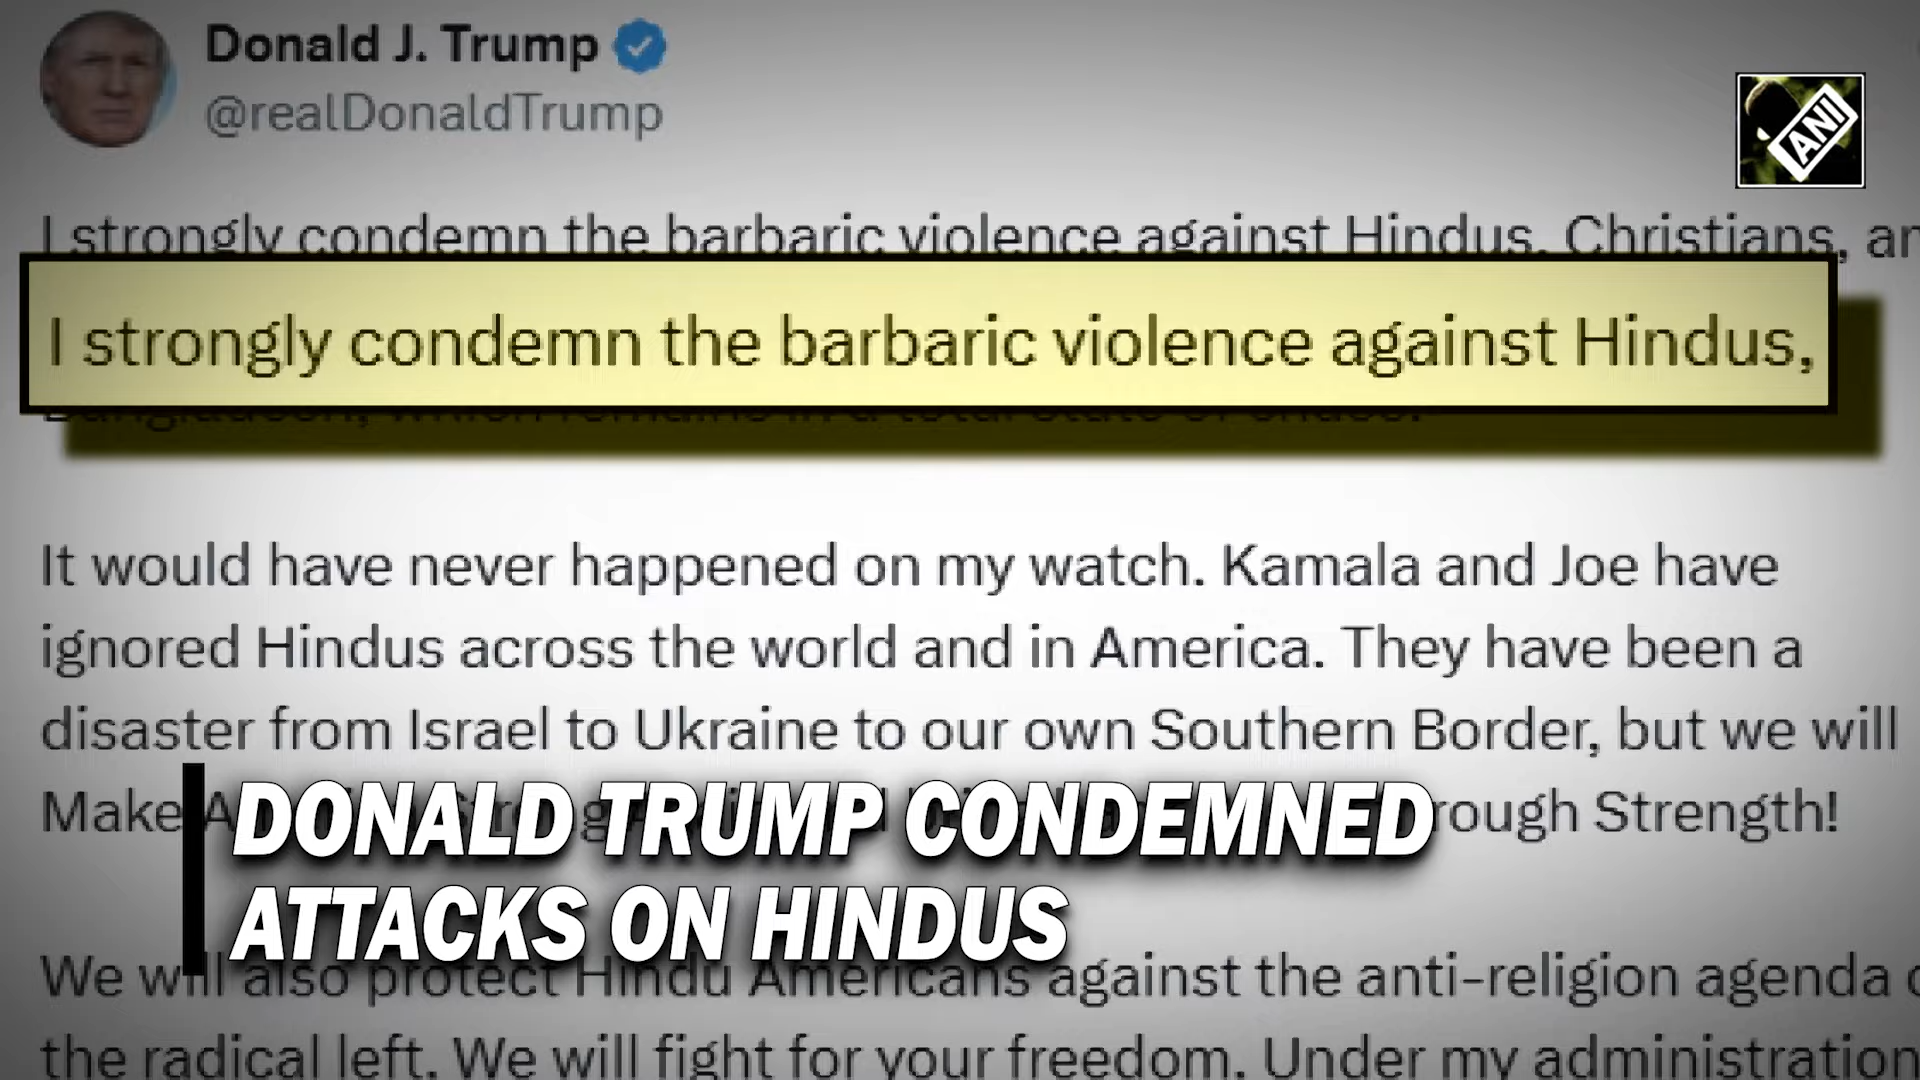 Donald J. Trump
@realDonaldTrump
ANI
I strongly condemn the barbaric violence against Hindus, Christians, an
I strongly condemn the barbaric violence against Hindus,
It would have never happened on my watch. Kamala and Joe have
ignored Hindus across the world and in America. They have been a
disaster from Israel to Ukraine to our own Southern Border, but we will
Make rough Strength!
DONALD TRUMP CONDEMNED
ATTACKS ON HINDUS
We will also protect Hindu Americans against the anti-religion agenda o
the radical left. We will fight for your freedom. Under my administration